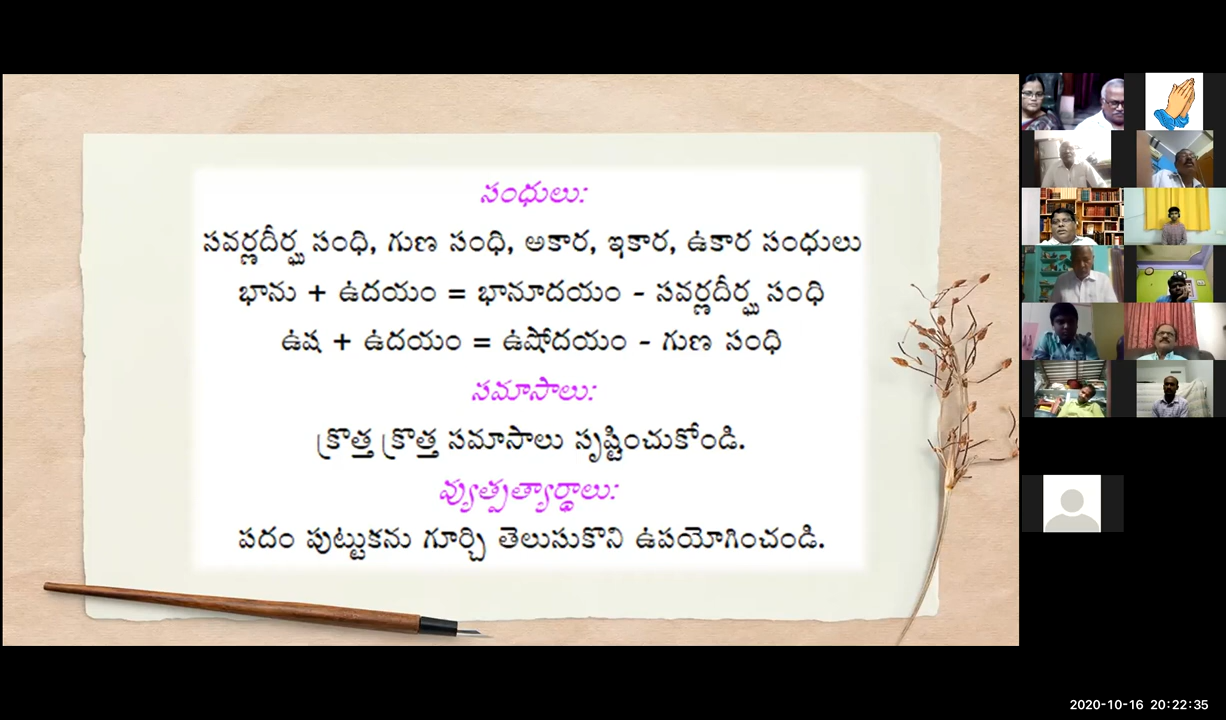 సంధులు:
సవర్ణదీర్ఘ సంధి, గుణ సంధి, అకార, ఇకార, ఉకార సంధులు
భాను + ఉదయం = భానూదయం - సవర్ణదీర్ఘ సంధి
ఉష + ఉదయం = ఉషోదయం - గుణ సంధి
సమాసాలు:
క్రొత్త క్రొత్త సమాసాలు సృష్టించుకోండి.
వ్యుత్పత్యార్థాలు:
పదం పుట్టుకను గూర్చి తెలుసుకొని ఉపయోగించండి.
2020-10-16 20:22:35